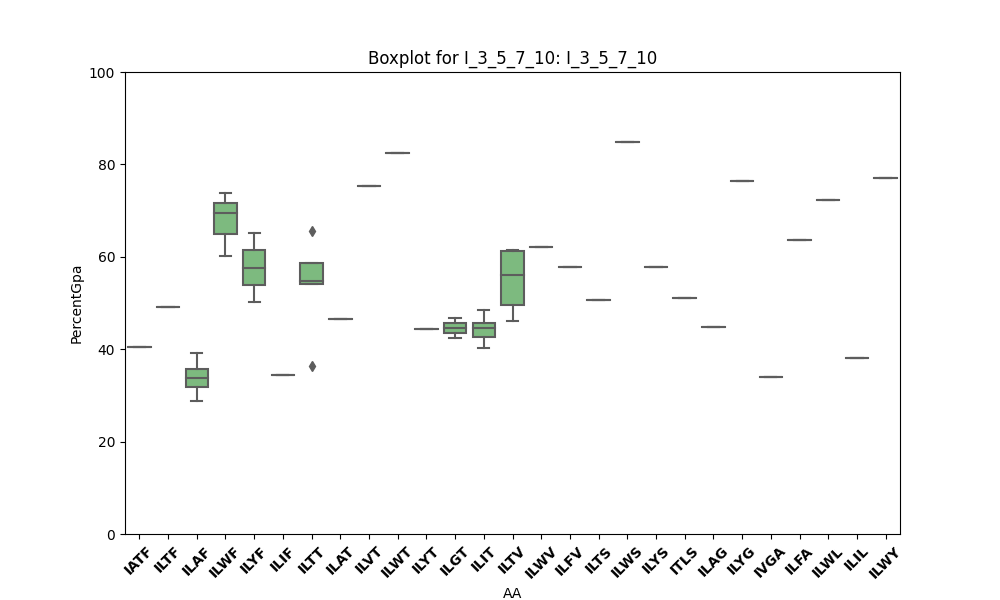 Boxplot for I_3_5_7_10: I_3_5_7_10
100
80
60
40
20
0
PercentGpa
IATF ILTF ILAF ILWF ILYF ILIF ILTT ILAT ILVT ILWT ILYT ILGT ILIT ILTV ILWV ILFV ILTS ILWS ILYS ITLS ILAG ILYG IVGA ILFA ILWL ILIL ILWY
AA